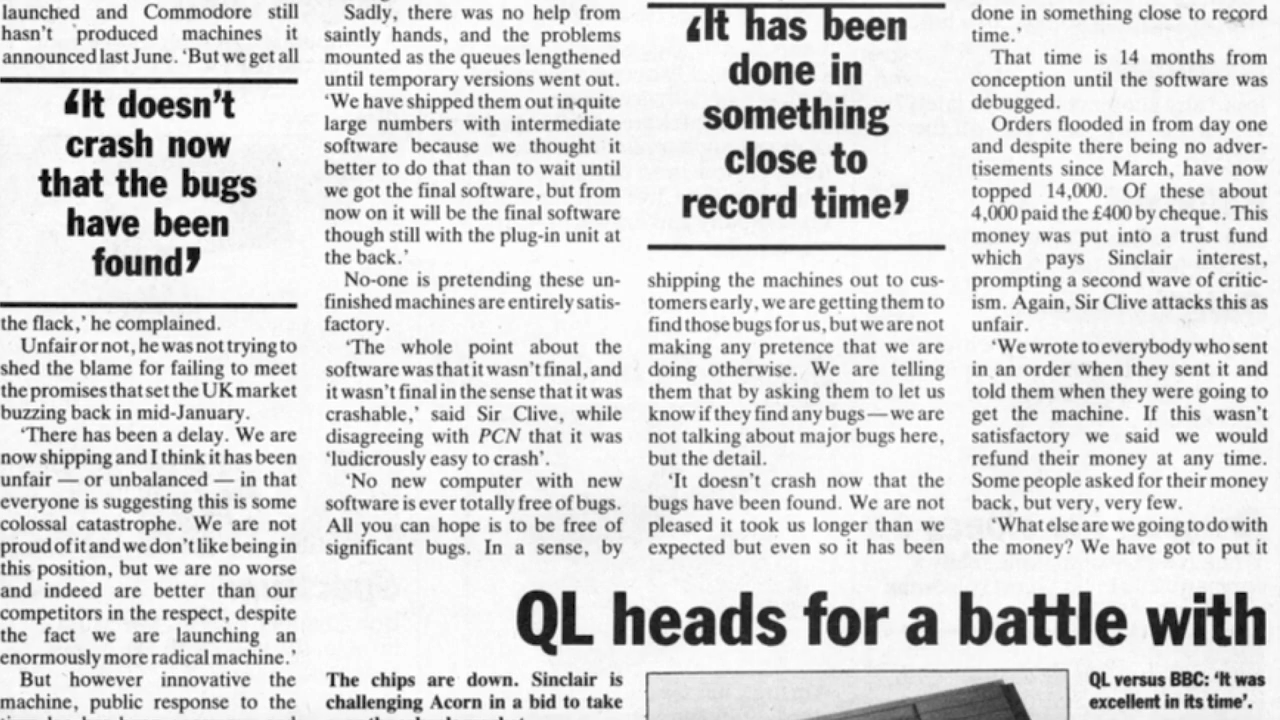 launched and Commodore still
hasn't produced machines it
announced last June. 'But we get all
‘It doesn't
crash now
that the bugs
have been
found’
the flack,' he complained.
Unfair or not, he was not trying to
shed the blame for failing to meet
the promises that set the UK market
buzzing back in mid-January.
'There has been a delay. We are
now shipping and I think it has been
unfair — or unbalanced — in that
everyone is suggesting this is some
colossal catastrophe. We are not
proud of it and we don't like being in
this position, but we are no worse
and indeed are better than our
competitors in the respect, despite
the fact we are launching an
enormously more radical machine.'
But however innovative the
machine, public response to the
Sadly, there was no help from
saintly hands, and the problems
mounted as the queues lengthened
until temporary versions went out.
'We have shipped them out in quite
large numbers with intermediate
software because we thought it
better to do that than to wait until
we got the final software, but from
now on it will be the final software
though still with the plug-in unit at
the back.'
No-one is pretending these un-
finished machines are entirely satis-
factory.
'The whole point about the
software was that it wasn't final, and
it wasn't final in the sense that it was
crashable,' said Sir Clive, while
disagreeing with PCN that it was
'ludicrously easy to crash'.
'No new computer with new
software is ever totally free of bugs.
All you can hope is to be free of
significant bugs. In a sense, by
‘It has been
done in
something
close to
record time’
shipping the machines out to cus-
tomers early, we are getting them to
find those bugs for us, but we are not
making any pretence that we are
doing otherwise. We are telling
them that by asking them to let us
know if they find any bugs — we are
not talking about major bugs here,
but the detail.
'It doesn't crash now that the
bugs have been found. We are not
pleased it took us longer than we
expected but even so it has been
done in something close to record
time.'
That time is 14 months from
conception until the software was
debugged.
Orders flooded in from day one
and despite there being no adver-
tisements since March, have now
topped 14,000. Of these about
4,000 paid the £400 by cheque. This
money was put into a trust fund
which pays Sinclair interest,
prompting a second wave of critic-
ism. Again, Sir Clive attacks this as
unfair.
'We wrote to everybody who sent
in an order when they sent it and
told them when they were going to
get the machine. If this wasn't
satisfactory we said we would
refund their money at any time.
Some people asked for their money
back, but very, very few.
'What else are we going to do with
the money? We have got to put it
QL heads for a battle with
The chips are down. Sinclair is
challenging Acorn in a bid to take
QL versus BBC: 'It was
excellent in its time'.